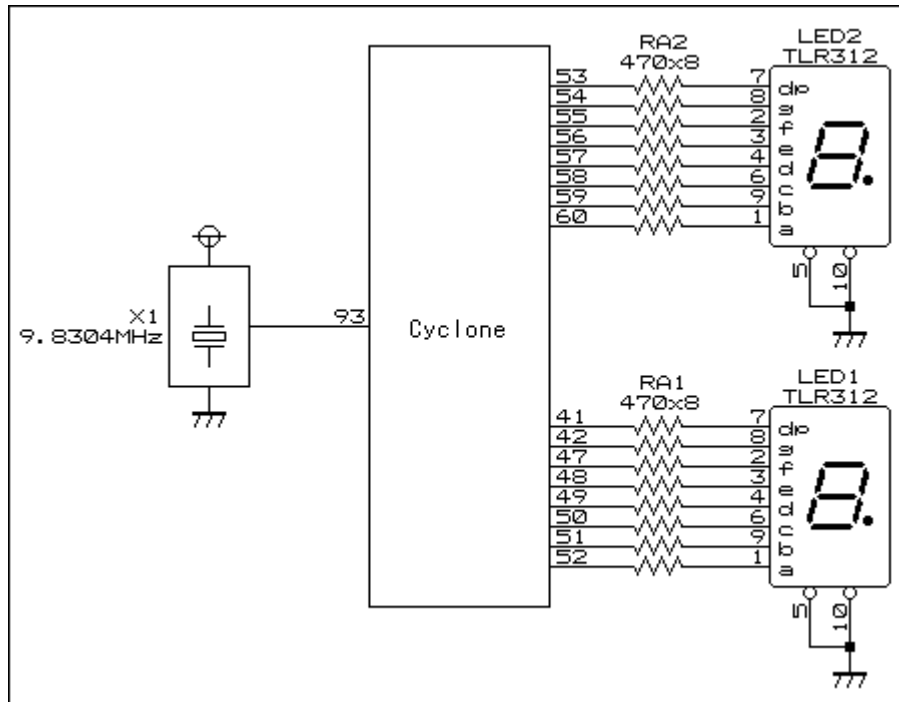 LED2
TLR312
RA2
470x8
53 7 dp
54 8 g
55 2 f
56 3 e
57 4 d
58 6 c
59 9 b
60 1 a
5 10
X1
9.8304MHz
93
Cyclone
LED1
TLR312
RA1
470x8
41 7 dp
42 8 g
47 2 f
48 3 e
49 4 d
50 6 c
51 9 b
52 1 a
5 10